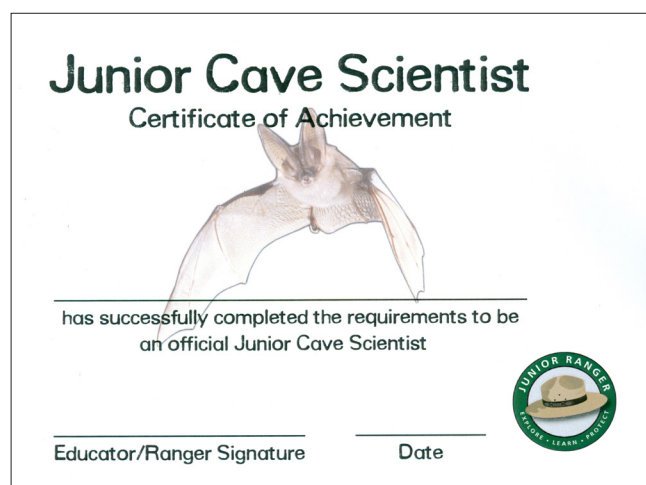 Junior Cave Scientist
Certificate of Achievement
has successfully completed the requirements to be
an official Junior Cave Scientist
JUNIOR RANGER
EXPLORE • LEARN • PROTECT
Educator/Ranger Signature
Date